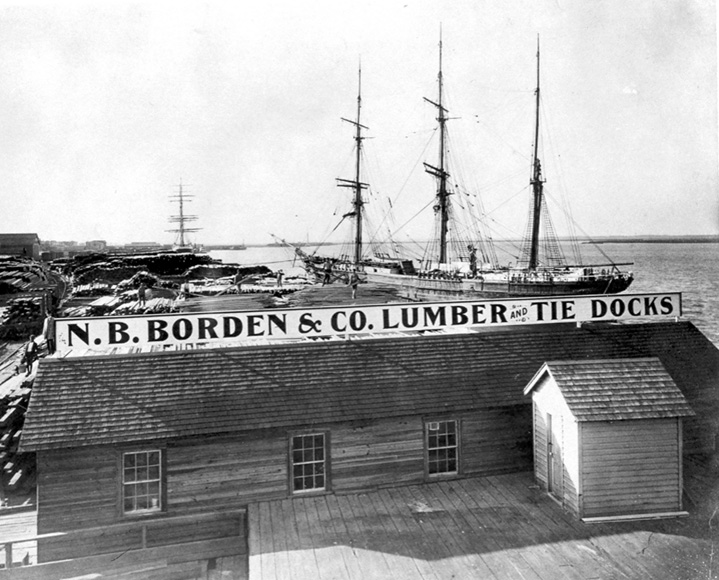 N. B. BORDEN & CO. LUMBER AND TIE DOCKS